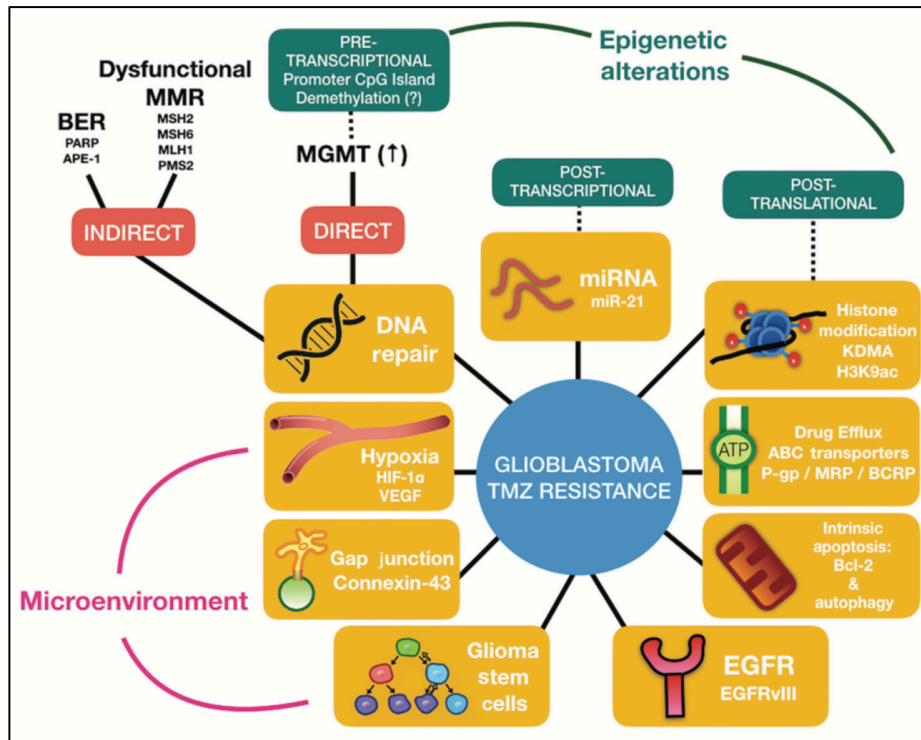 PRE-
TRANSCRIPTIONAL
Promoter CpG Island
Demethylation (?)
Epigenetic
alterations
Dysfunctional
MMR
MSH2
MSH6
MLH1
PMS2
BER
PARP
APE-1
MGMT (↑)
POST-
TRANSCRIPTIONAL
POST-
TRANSLATIONAL
INDIRECT
DIRECT
DNA
repair
miRNA
miR-21
Histone
modification
KDMA
H3K9ac
Hypoxia
HIF-1α
VEGF
GLIOBLASTOMA
TMZ RESISTANCE
ATP
Drug Efflux
ABC transporters
P-gp / MRP / BCRP
Gap junction
Connexin-43
Intrinsic
apoptosis:
Bcl-2
&
autophagy
Microenvironment
Glioma
stem
cells
EGFR
EGFRvIII